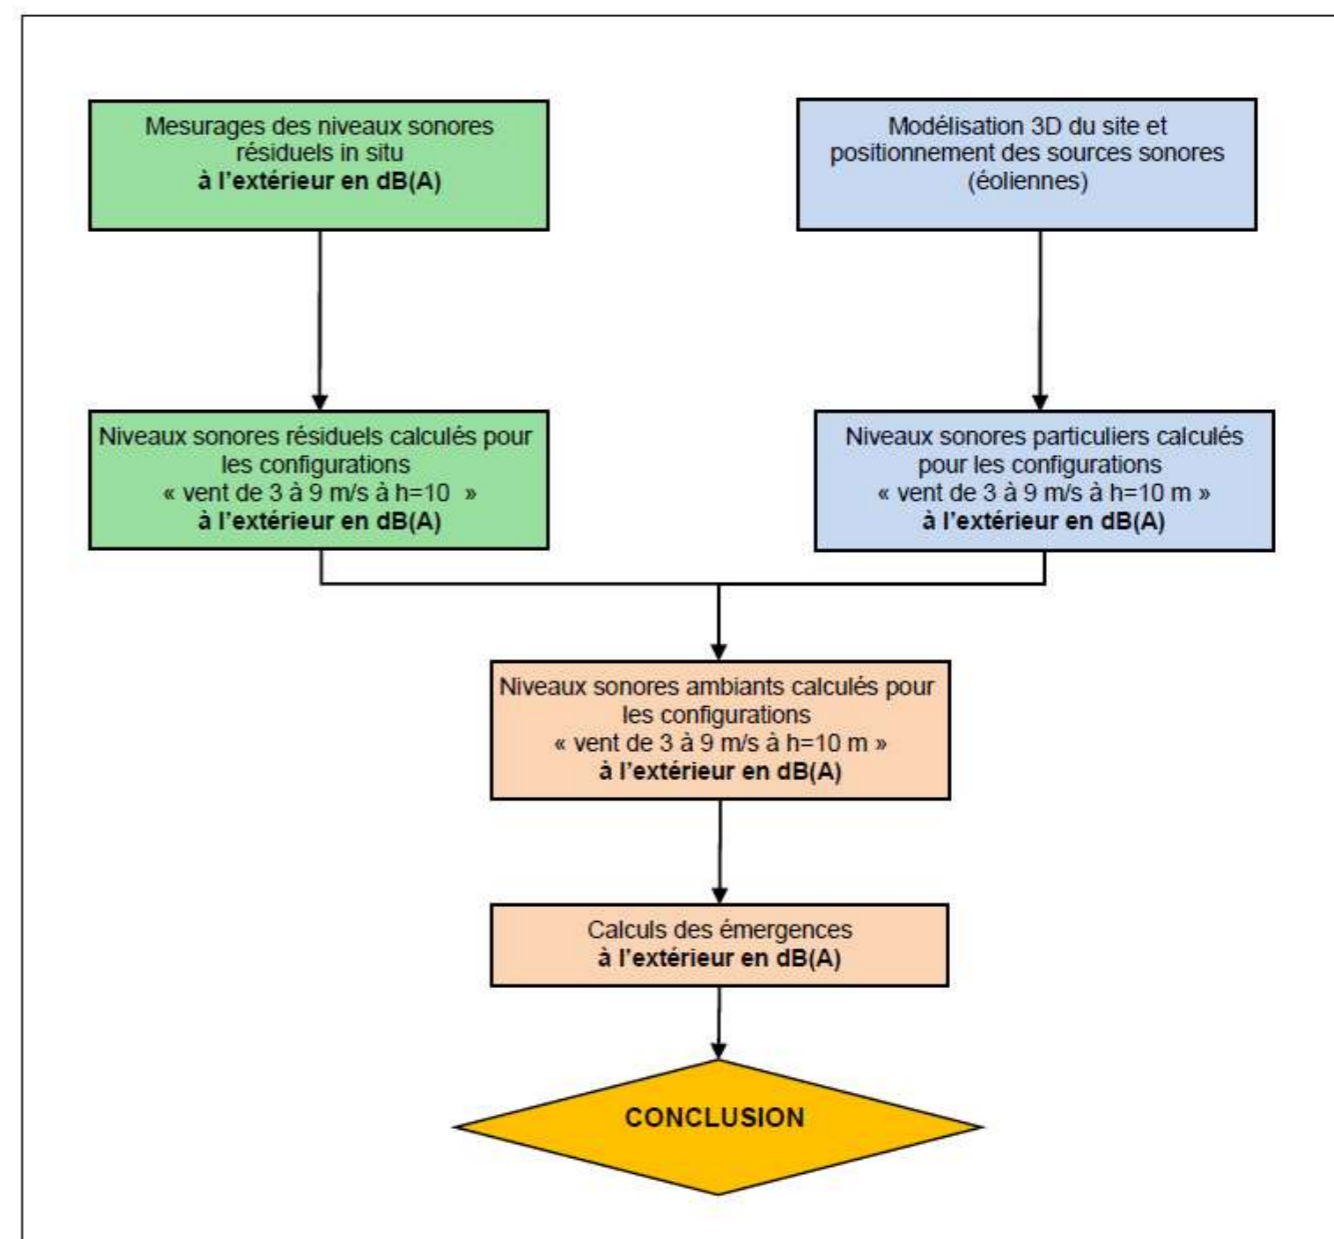 Mesurages des niveaux sonores
résiduels in situ
à l'extérieur en dB(A)
Modélisation 3D du site et
positionnement des sources sonores
(éoliennes)
Niveaux sonores résiduels calculés pour
les configurations
« vent de 3 à 9 m/s à h=10 »
à l'extérieur en dB(A)
Niveaux sonores particuliers calculés
pour les configurations
« vent de 3 à 9 m/s à h=10 m »
à l'extérieur en dB(A)
Niveaux sonores ambiants calculés pour
les configurations
« vent de 3 à 9 m/s à h=10 m »
à l'extérieur en dB(A)
Calculs des émergences
à l'extérieur en dB(A)
CONCLUSION